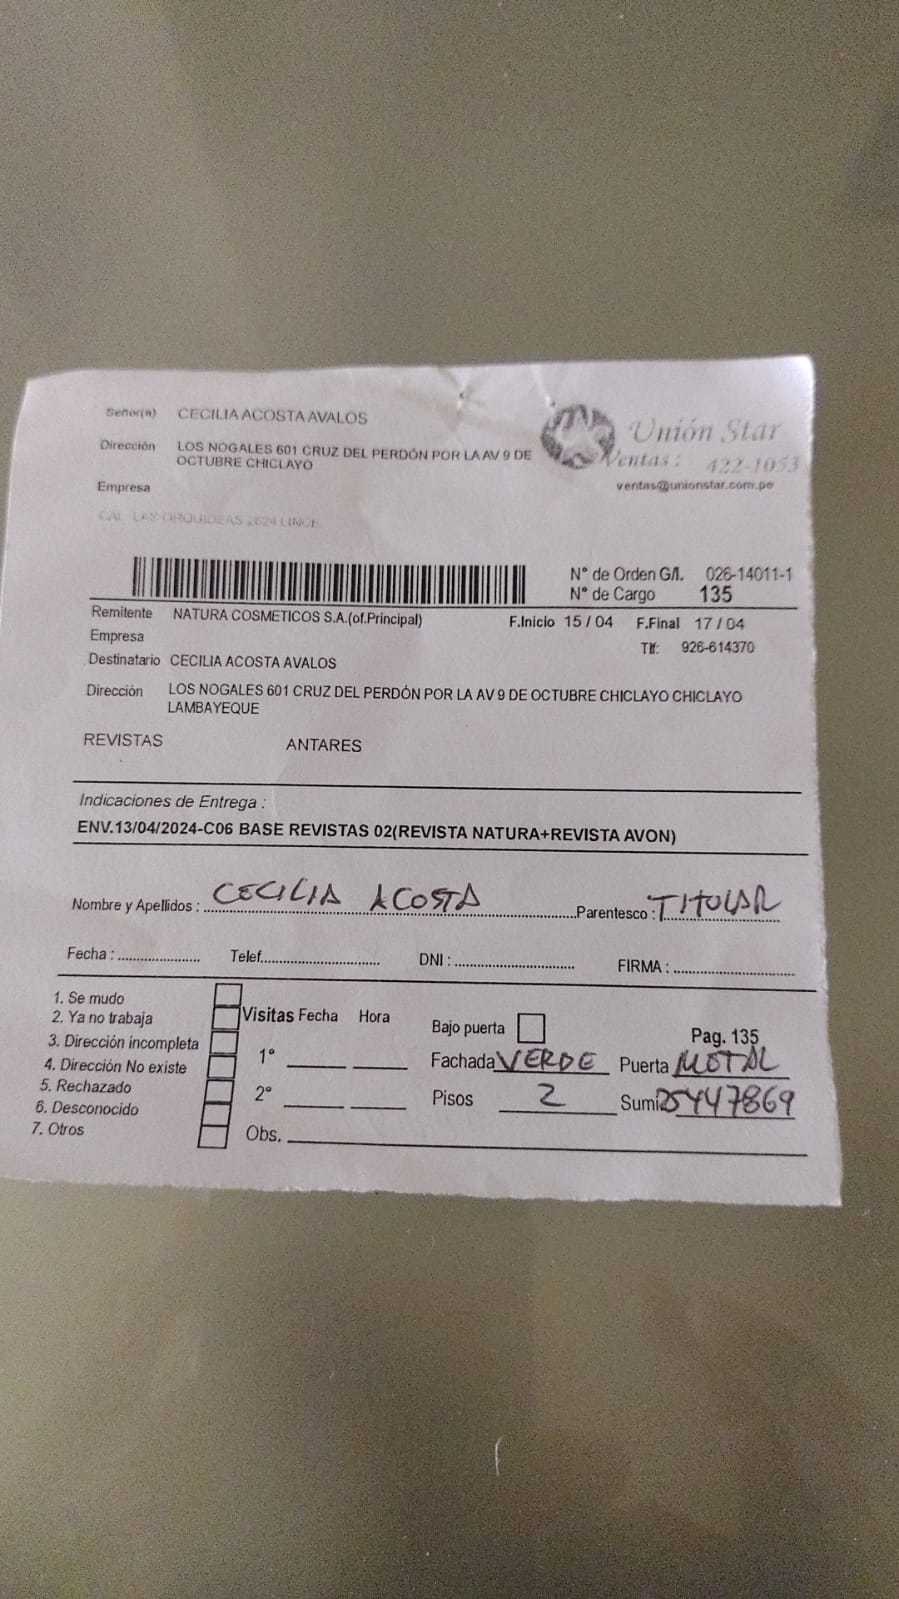 Señor(a) CECILIA ACOSTA AVALOS
Unión Star
Dirección LOS NOGALES 601 CRUZ DEL PERDÓN POR LA AV 9 DE
OCTUBRE CHICLAYO
Ventas : 422-1053
Empresa
ventas@unionstar.com.pe
CAL LAS ORQUIDEAS 2624 LINCE
N° de Orden G/I. 026-14011-1
N° de Cargo 135
Remitente NATURA COSMETICOS S.A.(of.Principal) F.Inicio 15 / 04 F.Final 17 / 04
Empresa Tlf: 926-614370
Destinatario CECILIA ACOSTA AVALOS
Dirección LOS NOGALES 601 CRUZ DEL PERDÓN POR LA AV 9 DE OCTUBRE CHICLAYO CHICLAYO
LAMBAYEQUE
REVISTAS ANTARES
Indicaciones de Entrega :
ENV.13/04/2024-C06 BASE REVISTAS 02(REVISTA NATURA+REVISTA AVON)
Nombre y Apellidos : CECILIA ACOSTA Parentesco : TITULAR
Fecha : Telef. DNI : FIRMA :
1. Se mudo
2. Ya no trabaja
3. Dirección incompleta
4. Dirección No existe
5. Rechazado
6. Desconocido
7. Otros
Visitas Fecha Hora
1°
2°
Obs.
Bajo puerta Pag. 135
Fachada VERDE Puerta METAL
Pisos 2 Sumi 25447869